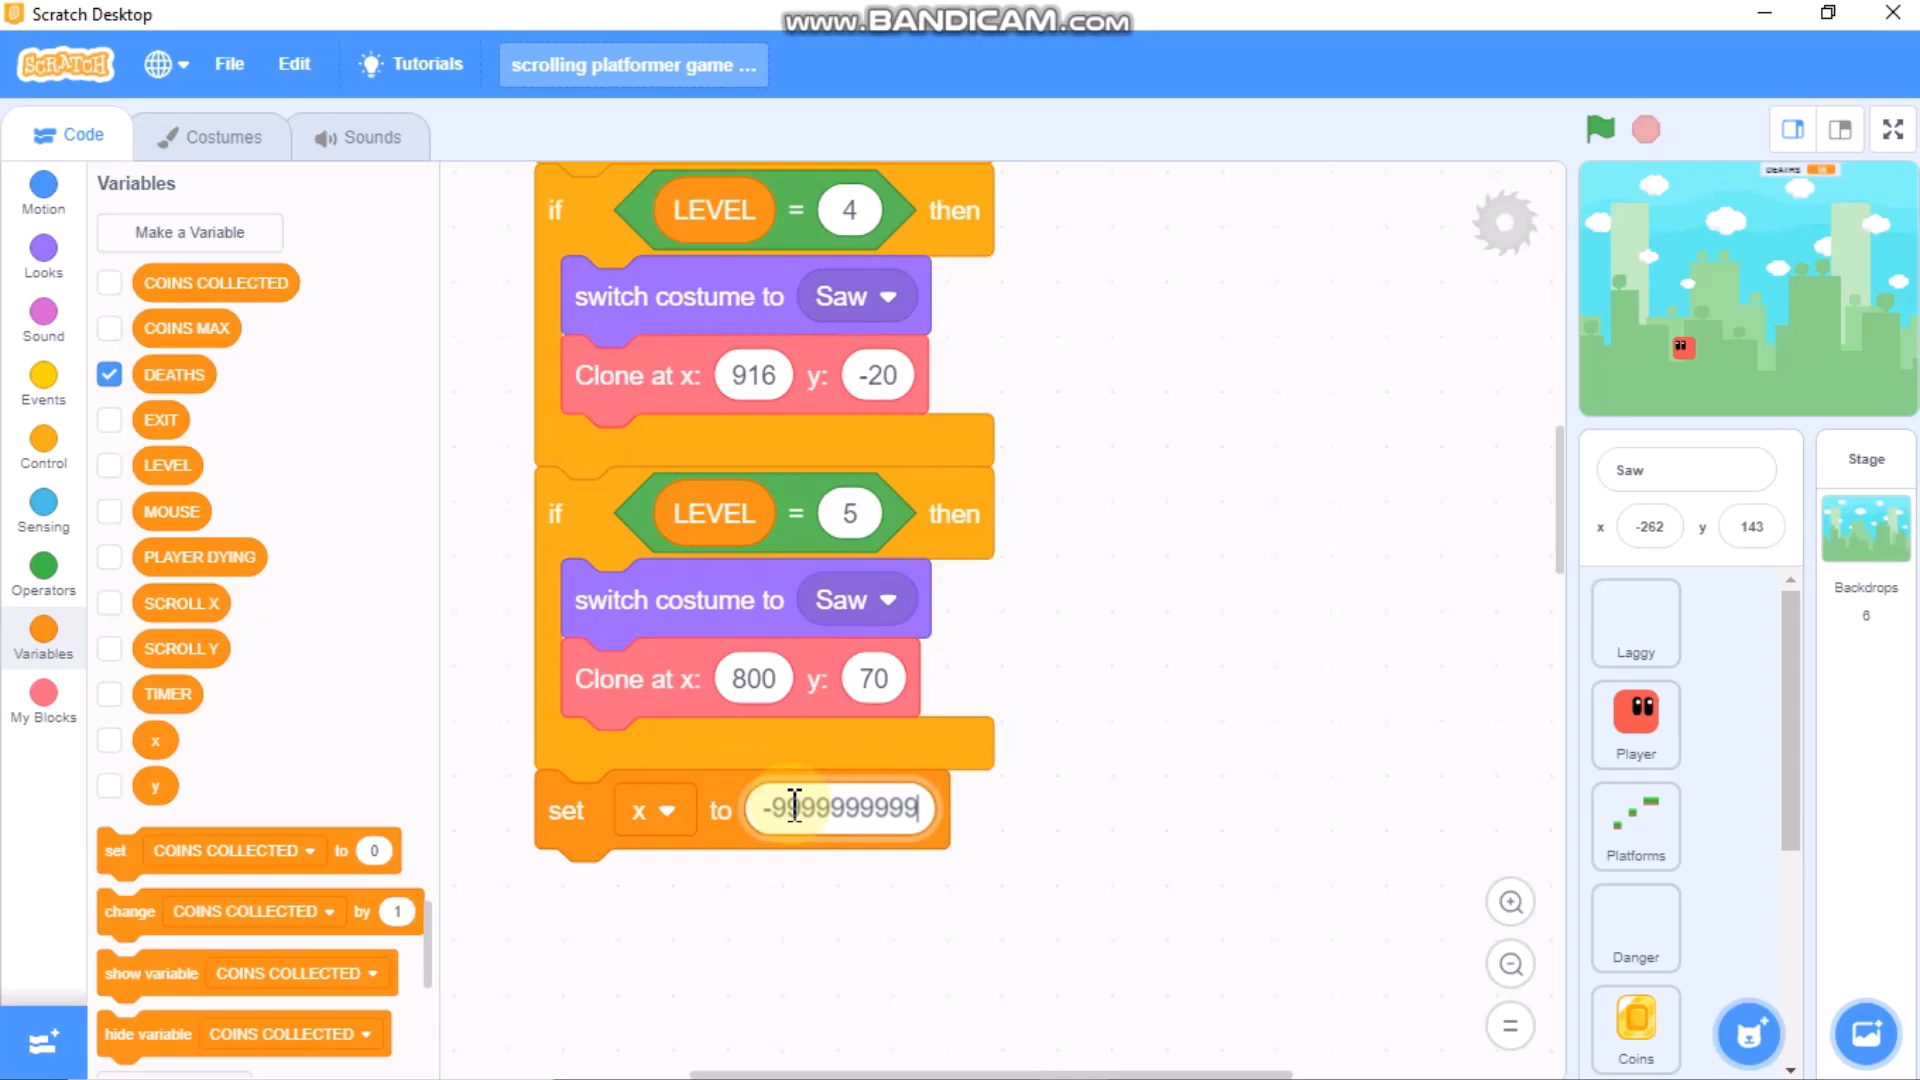 Scratch Desktop
www.BANDICAM.com
SCRATCH
File
Edit
Tutorials
scrolling platformer game ...
Code
Costumes
Sounds
Motion
Looks
Sound
Events
Control
Sensing
Operators
Variables
My Blocks
Variables
Make a Variable
COINS COLLECTED
COINS MAX
DEATHS
EXIT
LEVEL
MOUSE
PLAYER DYING
SCROLL X
SCROLL Y
TIMER
x
y
set COINS COLLECTED to 0
change COINS COLLECTED by 1
show variable COINS COLLECTED
hide variable COINS COLLECTED
if LEVEL = 4 then
switch costume to Saw
Clone at x: 916 y: -20
if LEVEL = 5 then
switch costume to Saw
Clone at x: 800 y: 70
set x to -9999999999
DEATHS
Saw
x -262 y 143
Laggy
Player
Platforms
Danger
Coins
Stage
Backdrops
6